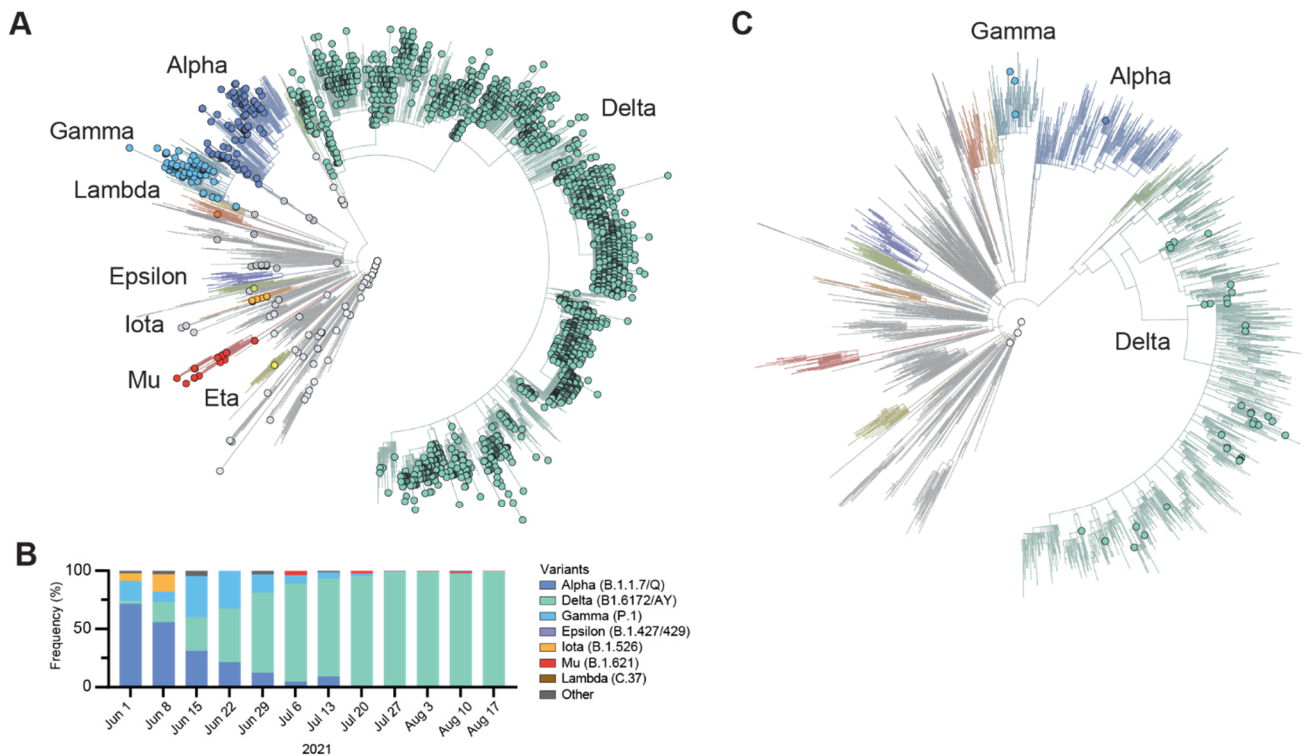 A
Alpha
Gamma
Lambda
Epsilon
Iota
Mu
Eta
Delta
B
100
50
0
Frequency (%)
Jun 1
Jun 8
Jun 15
Jun 22
Jun 29
Jul 6
Jul 13
Jul 20
Jul 27
Aug 3
Aug 10
Aug 17
2021
Variants
Alpha (B.1.1.7/Q)
Delta (B1.6172/AY)
Gamma (P.1)
Epsilon (B.1.427/429)
Iota (B.1.526)
Mu (B.1.621)
Lambda (C.37)
Other
C
Gamma
Alpha
Delta